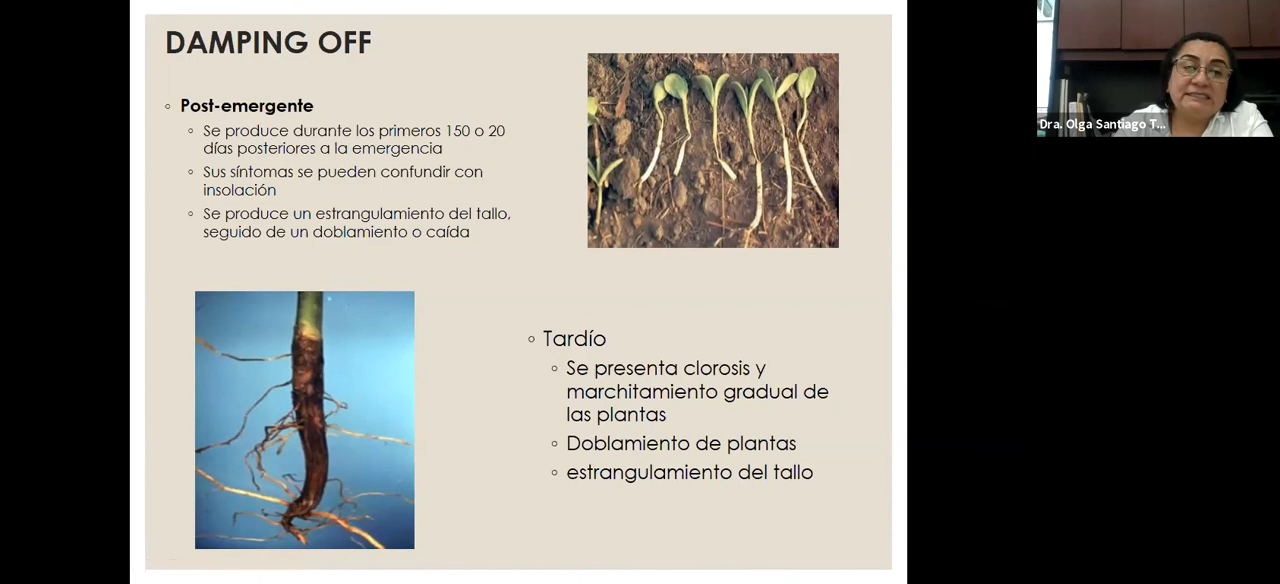 DAMPING OFF
Post-emergente
Se produce durante los primeros 150 o 20
días posteriores a la emergencia
Sus síntomas se pueden confundir con
insolación
Se produce un estrangulamiento del tallo,
seguido de un doblamiento o caída
Tardío
Se presenta clorosis y
marchitamiento gradual de
las plantas
Doblamiento de plantas
estrangulamiento del tallo
Dra. Olga Santiago T...